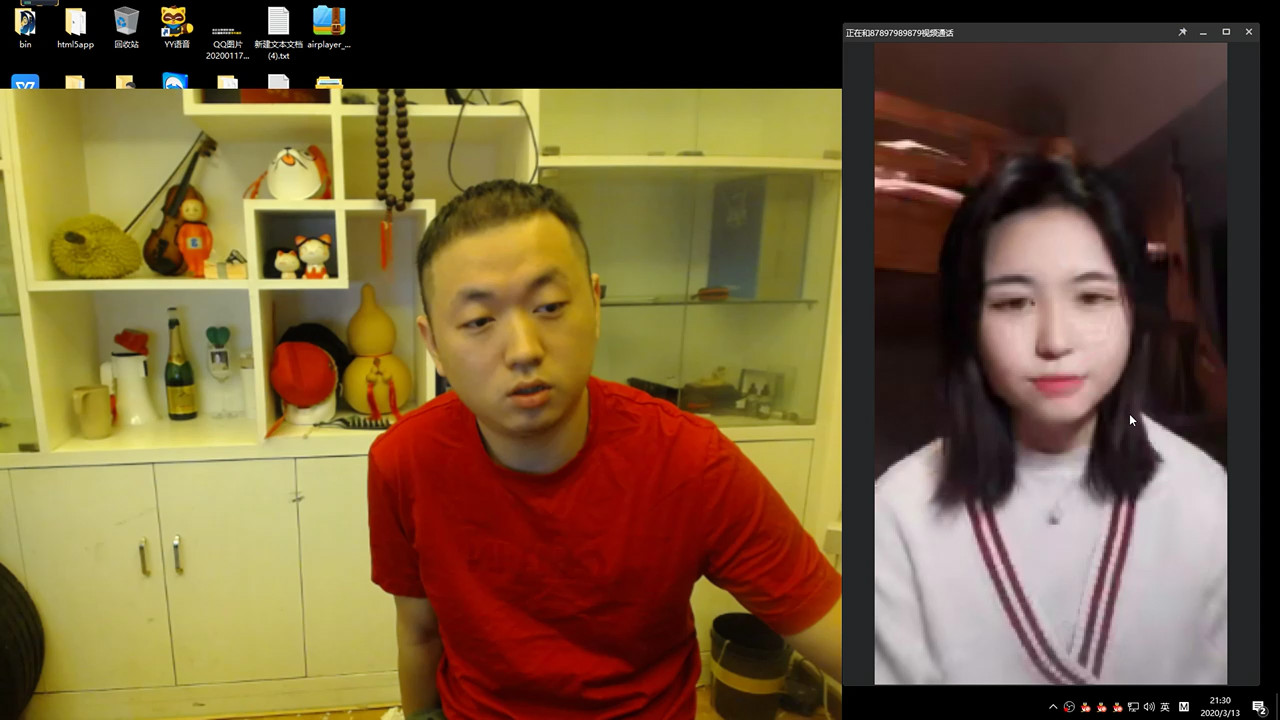 bin
html5app
回收站
YY语音
QQ图片
20200117...
新建文本文档
(4).txt
airplayer_...
正在和87897989879视频通话
英
M
21:30
2020/3/13
2